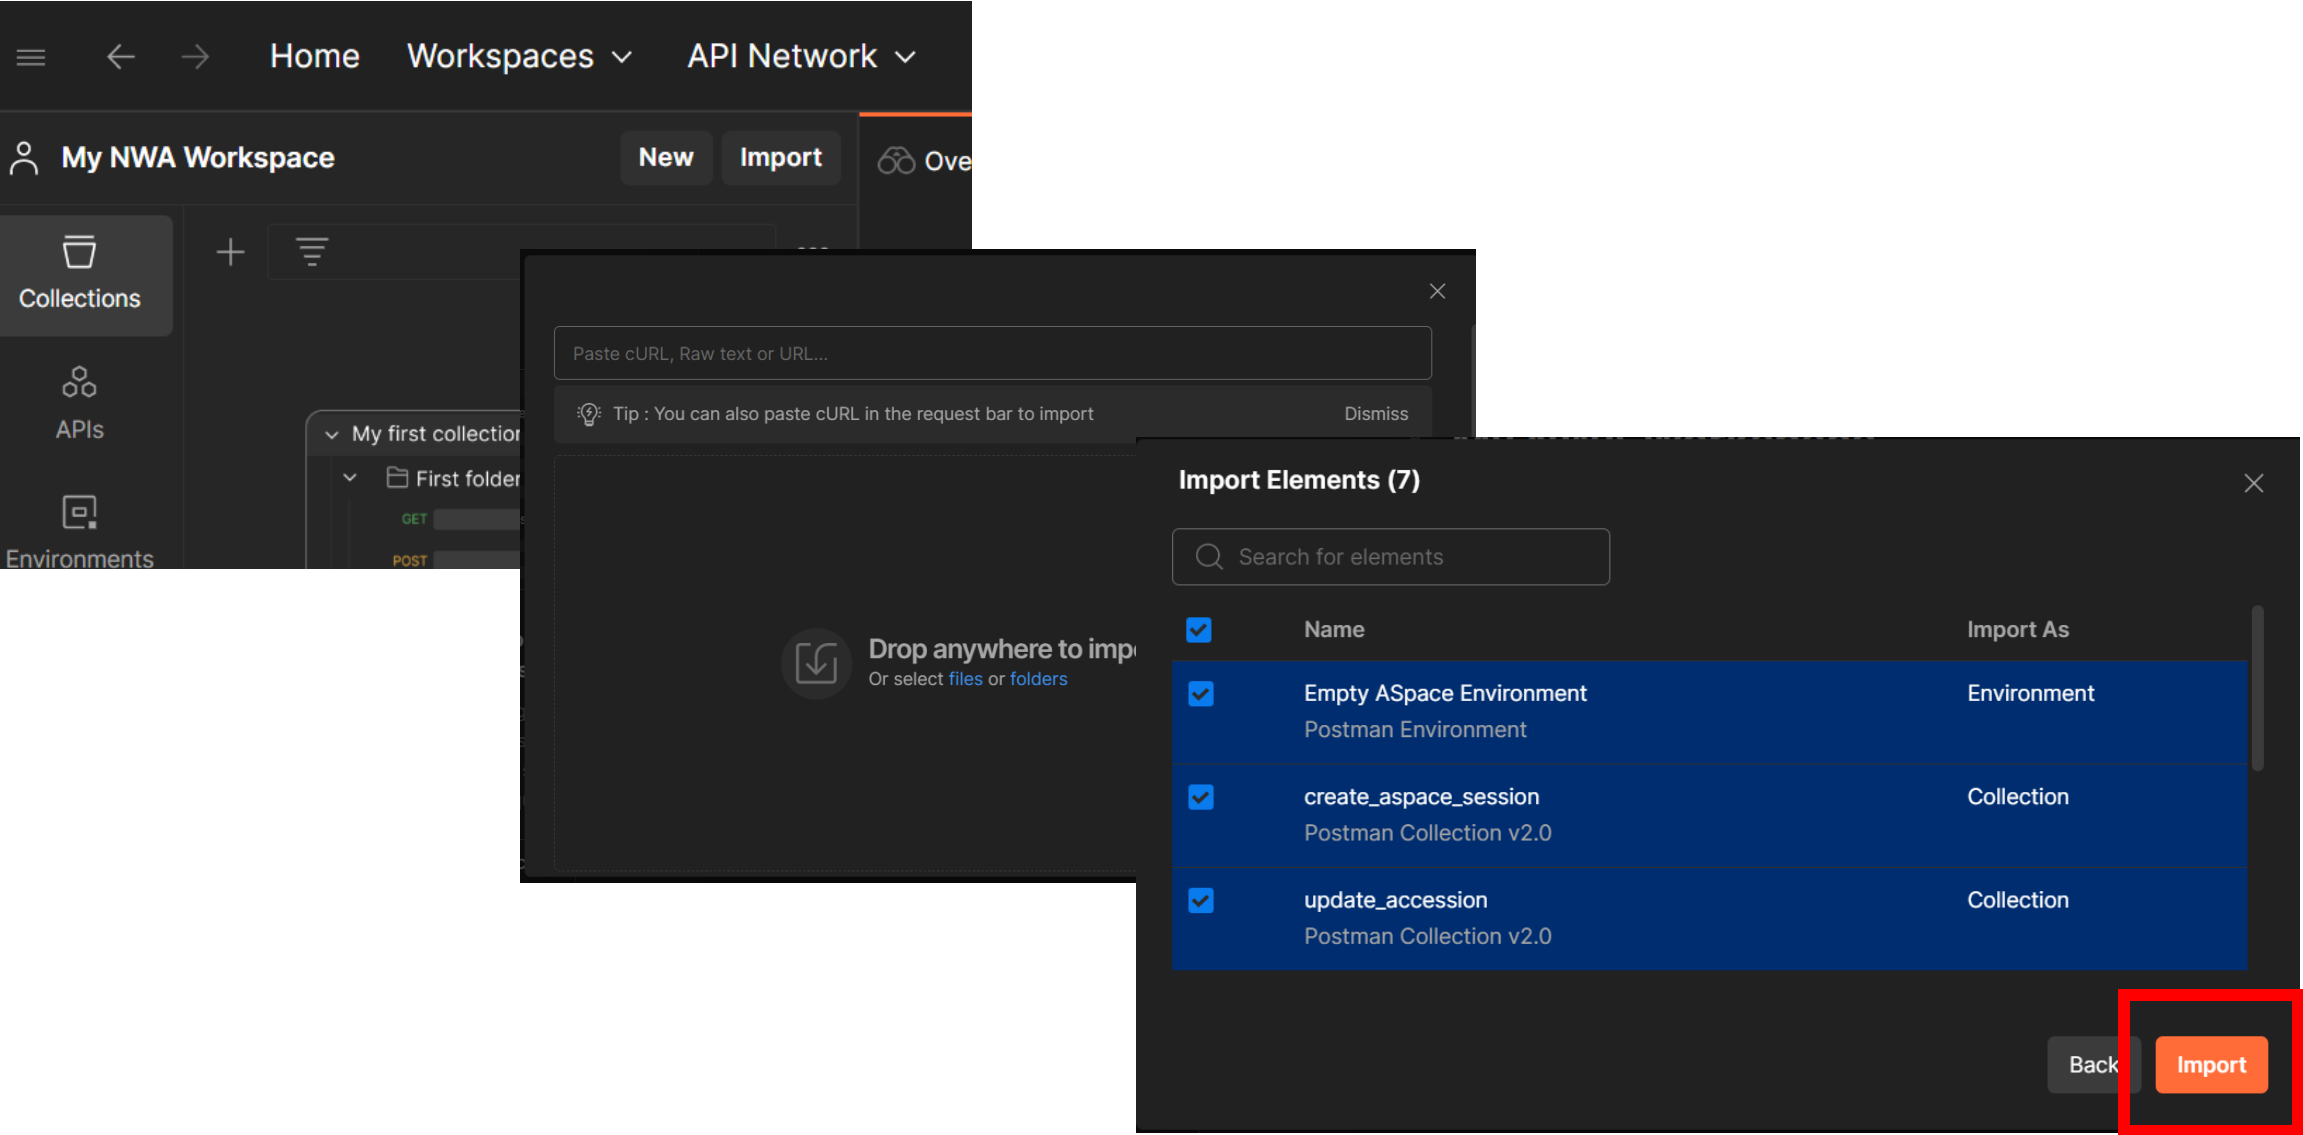 Home Workspaces API Network
My NWA Workspace New Import
Collections
APIs
Environments
My first collection
First folder
GET
POST
Paste cURL, Raw text or URL...
Tip : You can also paste cURL in the request bar to import Dismiss
Drop anywhere to
Or select files or folders
Import Elements (7)
Search for elements
Name Import As
Empty ASpace Environment Environment
Postman Environment
create_aspace_session Collection
Postman Collection v2.0
update_accession Collection
Postman Collection v2.0
Back Import